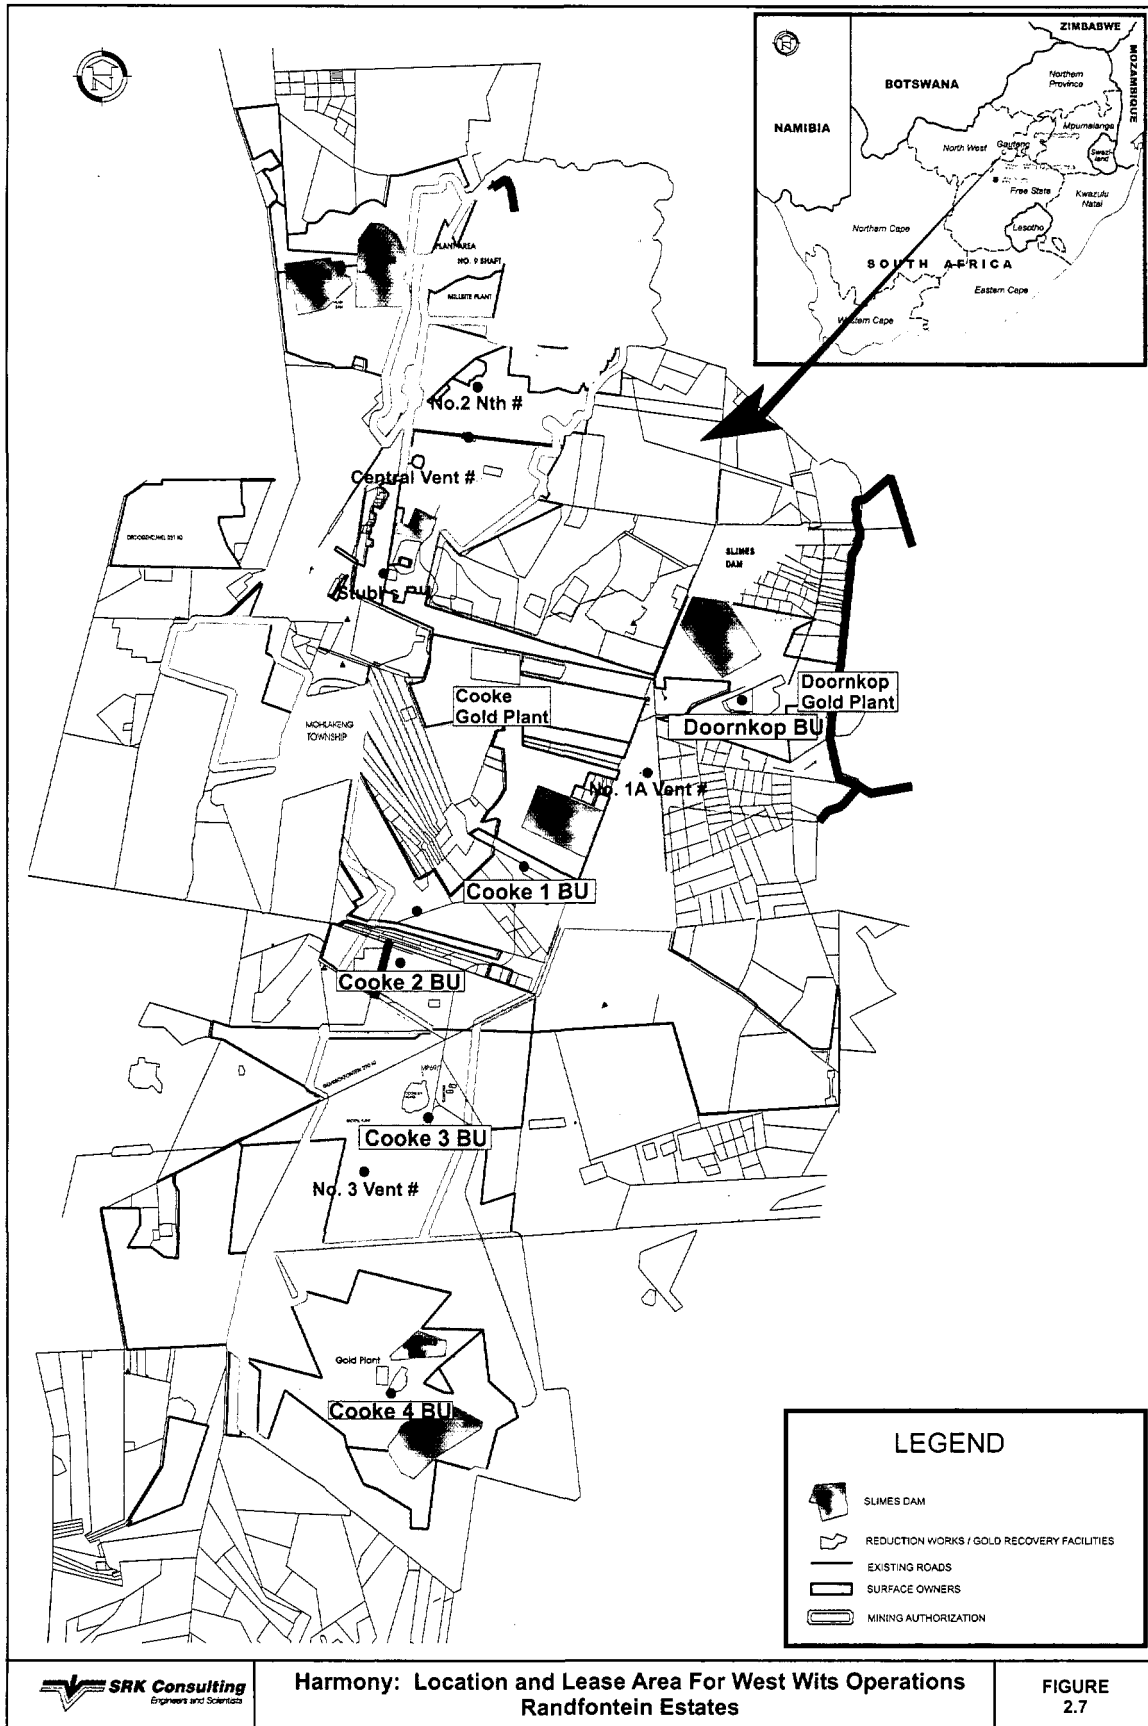 N
ZIMBABWE
MOZAMBIQUE
BOTSWANA
Northern
Province
NAMIBIA
Mpumalanga
North West
Gauteng
Swazi-
land
Free State
Kwazulu
Natal
Northern Cape
Lesotho
SOUTH AFRICA
Eastern Cape
Western Cape
PLANT AREA
NO. 9 SHAFT
MILLSITE PLANT
No.2 Nth #
Central Vent #
SLIMES
DAM
Cooke
Gold Plant
Doornkop
Gold Plant
Doornkop BU
MOHLAKENG
TOWNSHIP
No. 1A Vent #
Cooke 1 BU
Cooke 2 BU
Cooke 3 BU
No. 3 Vent #
Gold Plant
Cooke 4 BU
LEGEND
SLIMES DAM
REDUCTION WORKS / GOLD RECOVERY FACILITIES
EXISTING ROADS
SURFACE OWNERS
MINING AUTHORIZATION
SRK Consulting
Engineers and Scientists
Harmony: Location and Lease Area For West Wits Operations
Randfontein Estates
FIGURE
2.7